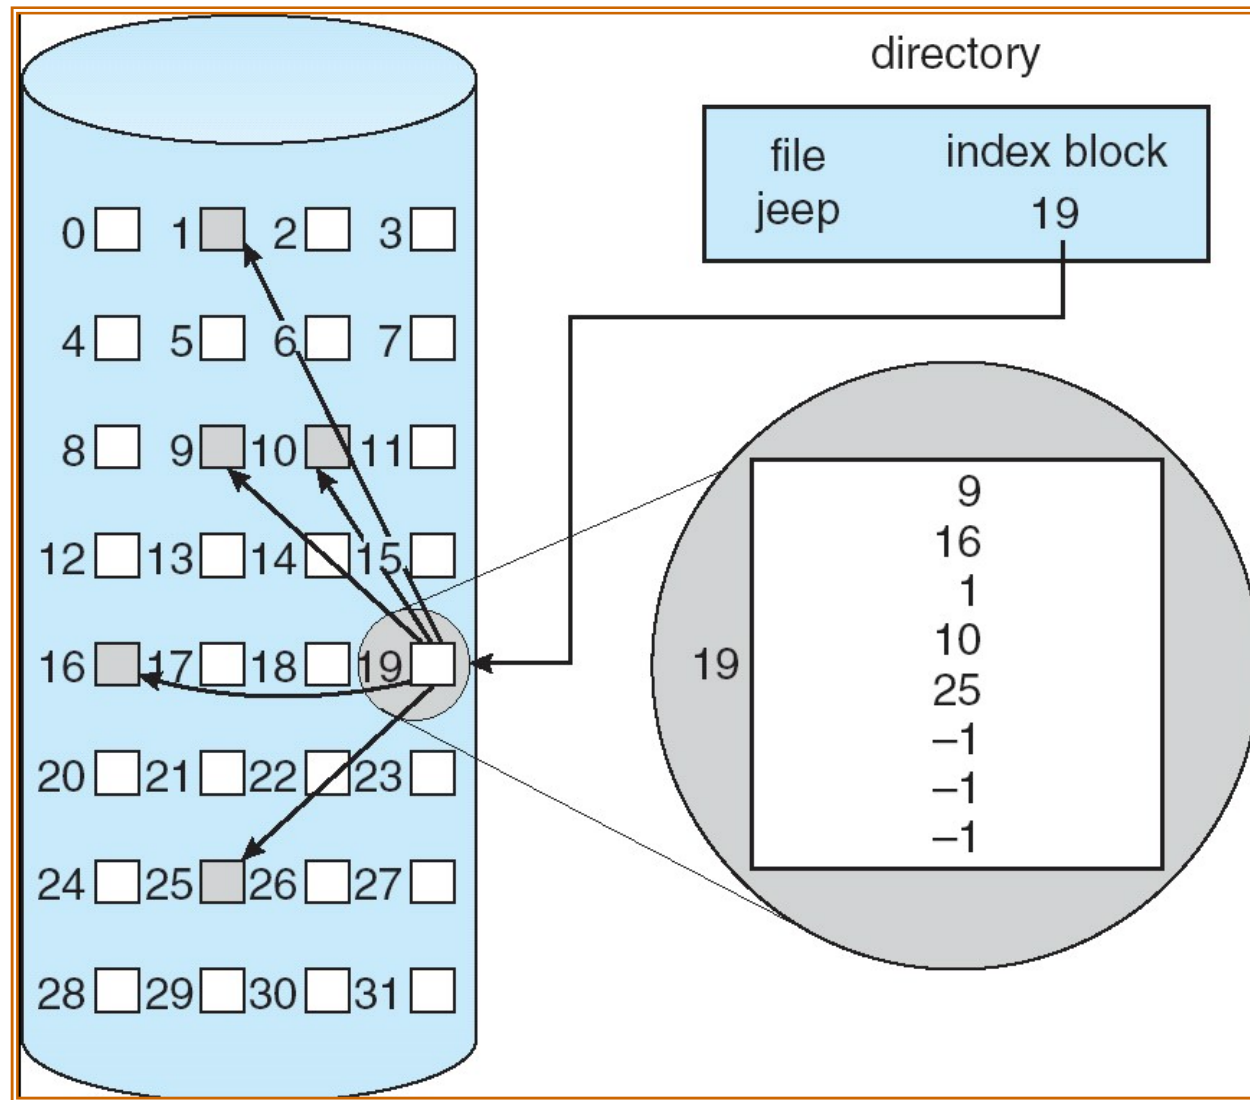 directory
file index block
jeep 19
0 1 2 3
4 5 6 7
8 9 10 11
12 13 14 15
16 17 18 19
20 21 22 23
24 25 26 27
28 29 30 31
19
9
16
1
10
25
–1
–1
–1